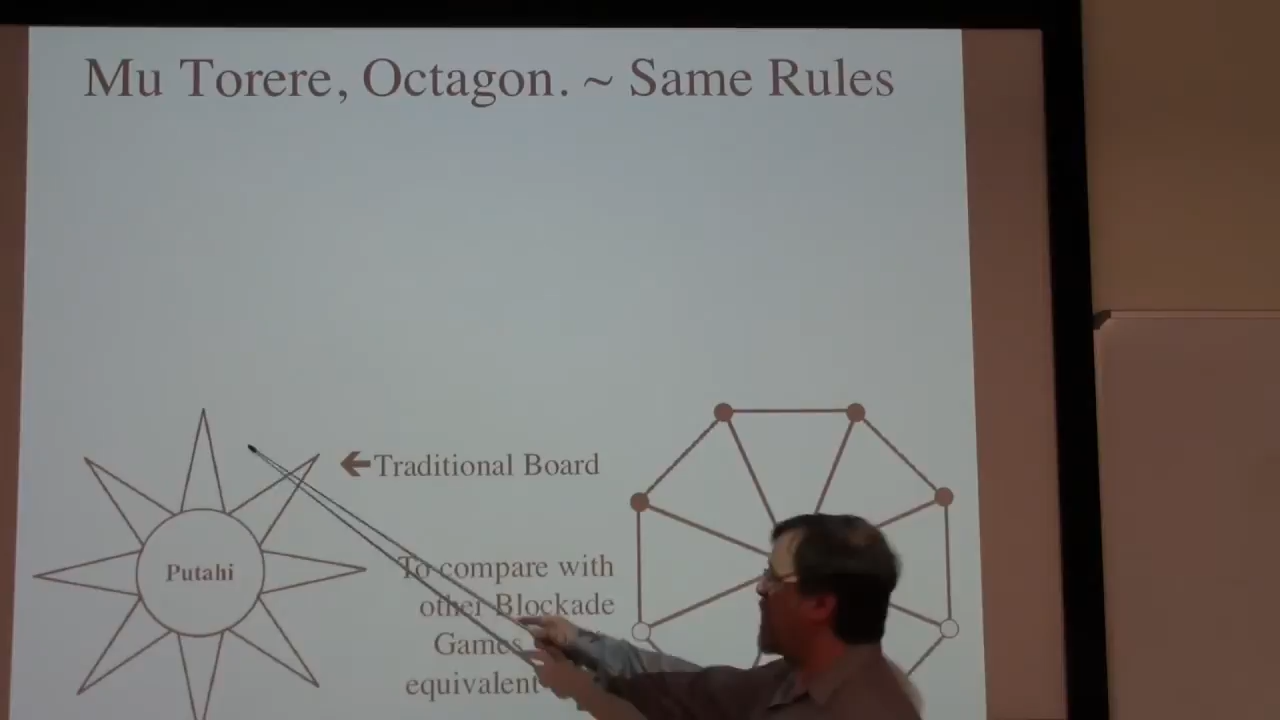 Mu Torere, Octagon. ~ Same Rules
Traditional Board
Putahi
To compare with
other Blockade
Games
equivalent